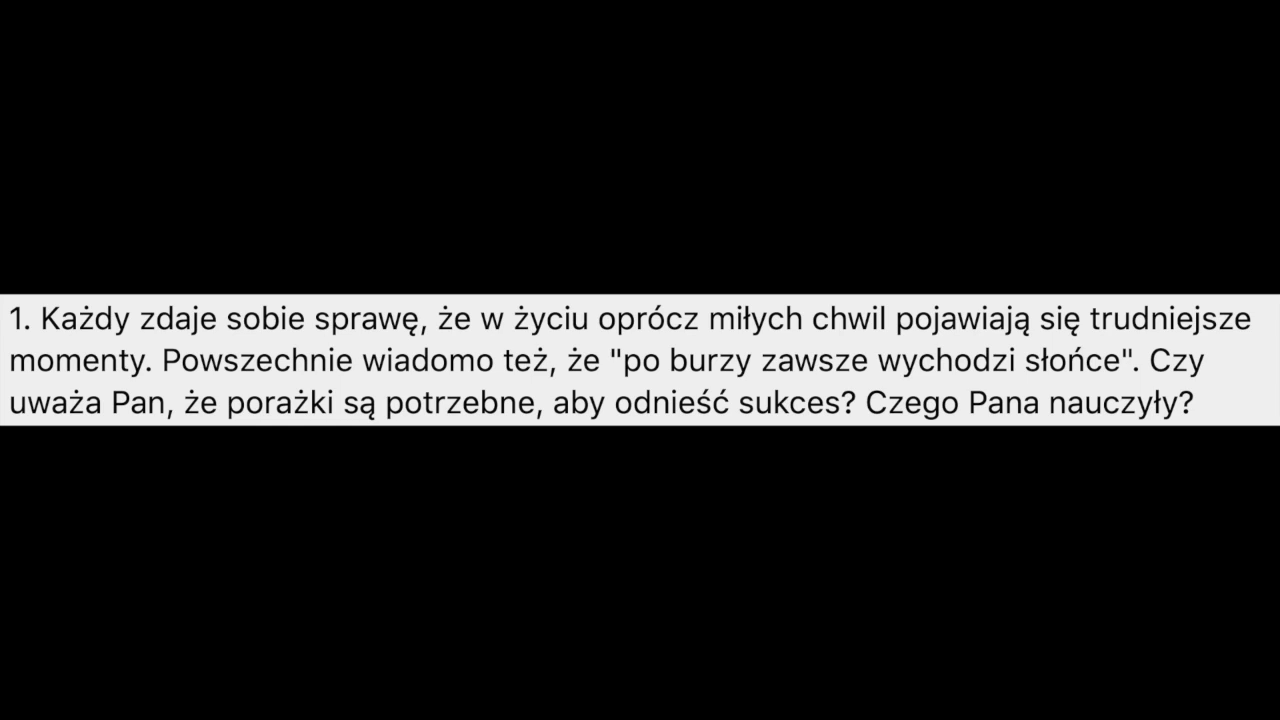 1. Każdy zdaje sobie sprawę, że w życiu oprócz miłych chwil pojawiają się trudniejsze
momenty. Powszechnie wiadomo też, że "po burzy zawsze wychodzi słońce". Czy
uważa Pan, że porażki są potrzebne, aby odnieść sukces? Czego Pana nauczyły?